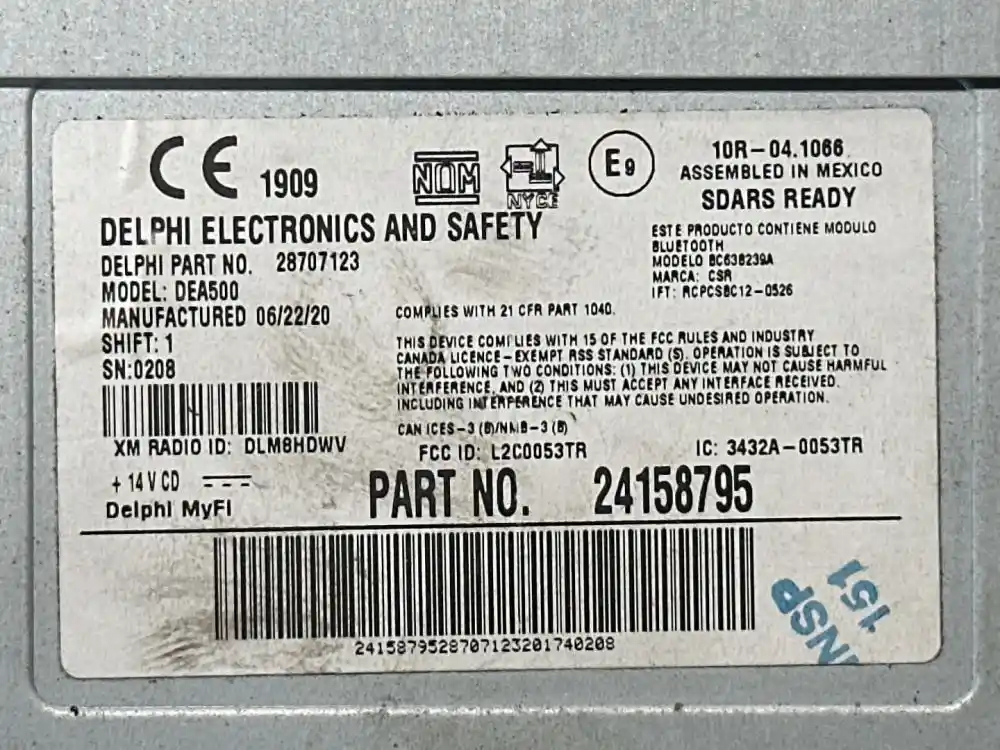 CE 1909
NOM
NYCE
E9
10R-04.1066
ASSEMBLED IN MEXICO
SDARS READY
DELPHI ELECTRONICS AND SAFETY
DELPHI PART NO. 28707123
MODEL: DEA500
MANUFACTURED 06/22/20
SHIFT: 1
SN:0208
ESTE PRODUCTO CONTIENE MODULO
BLUETOOTH
MODELO BC638239A
MARCA: CSR
IFT: RCPCSBC12-0526
COMPLIES WITH 21 CFR PART 1040.
THIS DEVICE COMPLIES WITH 15 OF THE FCC RULES AND INDUSTRY
CANADA LICENCE-EXEMPT RSS STANDARD (S). OPERATION IS SUBJECT TO
THE FOLLOWING TWO CONDITIONS: (1) THIS DEVICE MAY NOT CAUSE HARMFUL
INTERFERENCE, AND (2) THIS MUST ACCEPT ANY INTERFACE RECEIVED,
INCLUDING INTERFERENCE THAT MAY CAUSE UNDESIRED OPERATION.
CAN ICES-3 (B)/NMB-3 (B)
XM RADIO ID: DLM8HDWV
FCC ID: L2C0053TR
IC: 3432A-0053TR
+ 14 V CD
Delphi MyFi
PART NO. 24158795
2415879528707123201740208
INSP
151